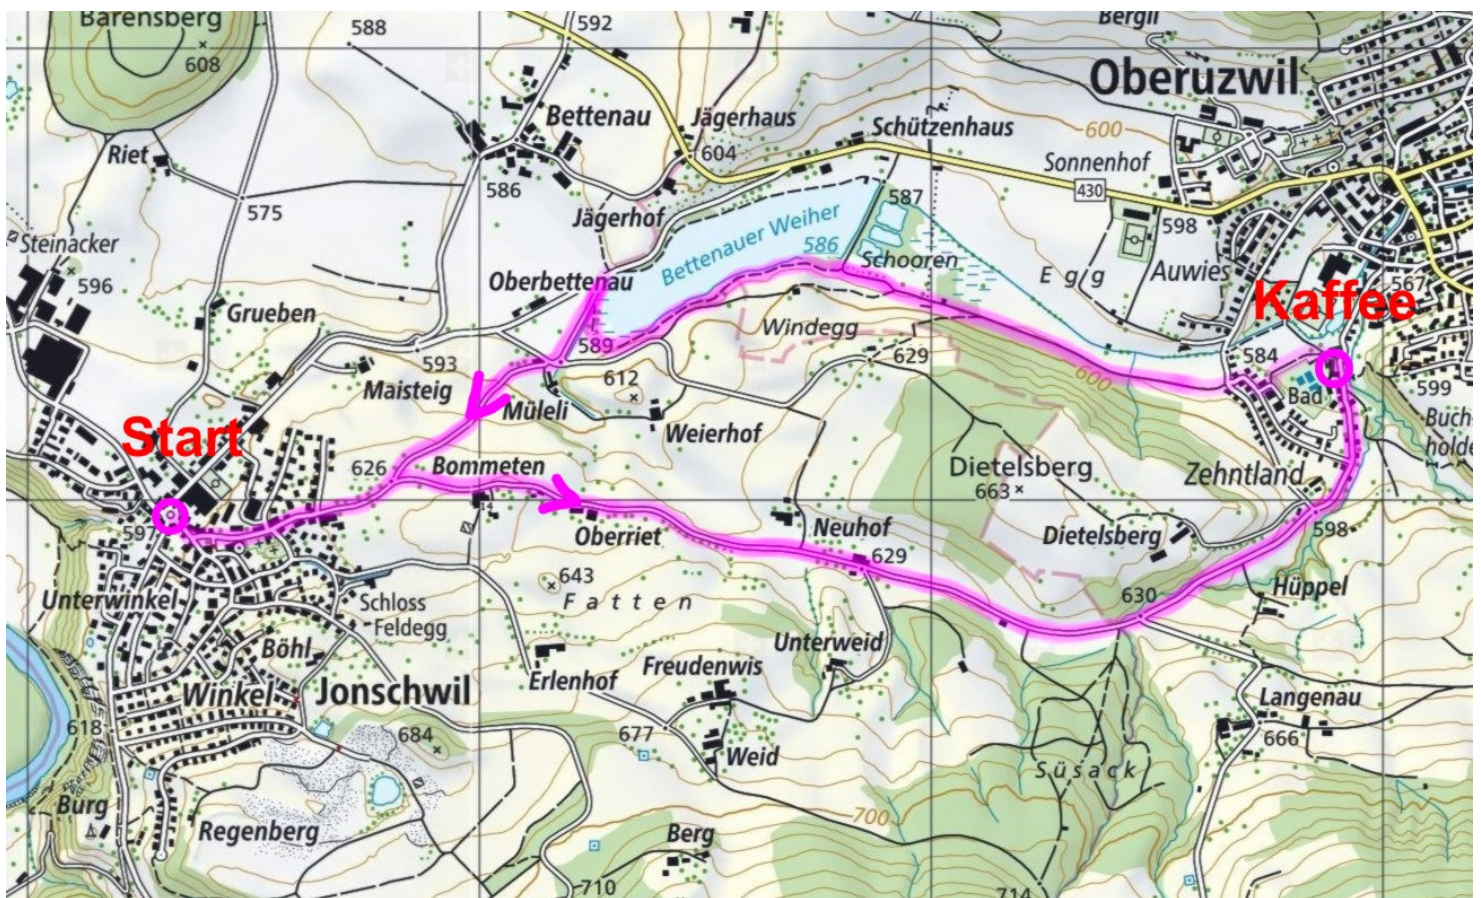 Bärensberg
608
588
592
Bergli
Oberuzwil
Riet
Bettenau
Jägerhaus
604
Schützenhaus
600
Sonnenhof
430
598
586
575
Jägerhof
587
Steinacker
596
Oberbettenau
Bettenauer Weiher
586
Schooren
Egg
Auwies
567
Kaffee
Grueben
593
589
Windegg
629
584
Maisteig
Müleli
612
600
Bad
599
Start
Weierhof
626
Bommeten
Dietelsberg
663
Zehntland
597
14
Oberriet
Neuhof
629
Dietelsberg
598
643
Fatten
630
Hüppel
Unterwinkel
Schloss
Feldegg
Böhl
Unterweid
Winkel
Jonschwil
Erlenhof
Freudenwis
Langenau
666
618
684
677
Weid
Süsack
Burg
Regenberg
Berg
700
710
714